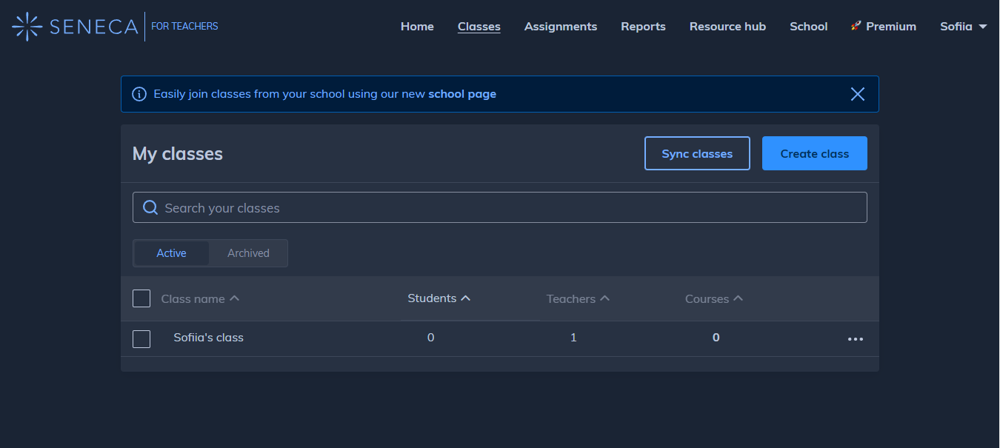 SENECA FOR TEACHERS Home Classes Assignments Reports Resource hub School Premium Sofiia
Easily join classes from your school using our new school page
My classes Sync classes Create class
Search your classes
Active Archived
Class name Students Teachers Courses
Sofiia's class 0 1 0